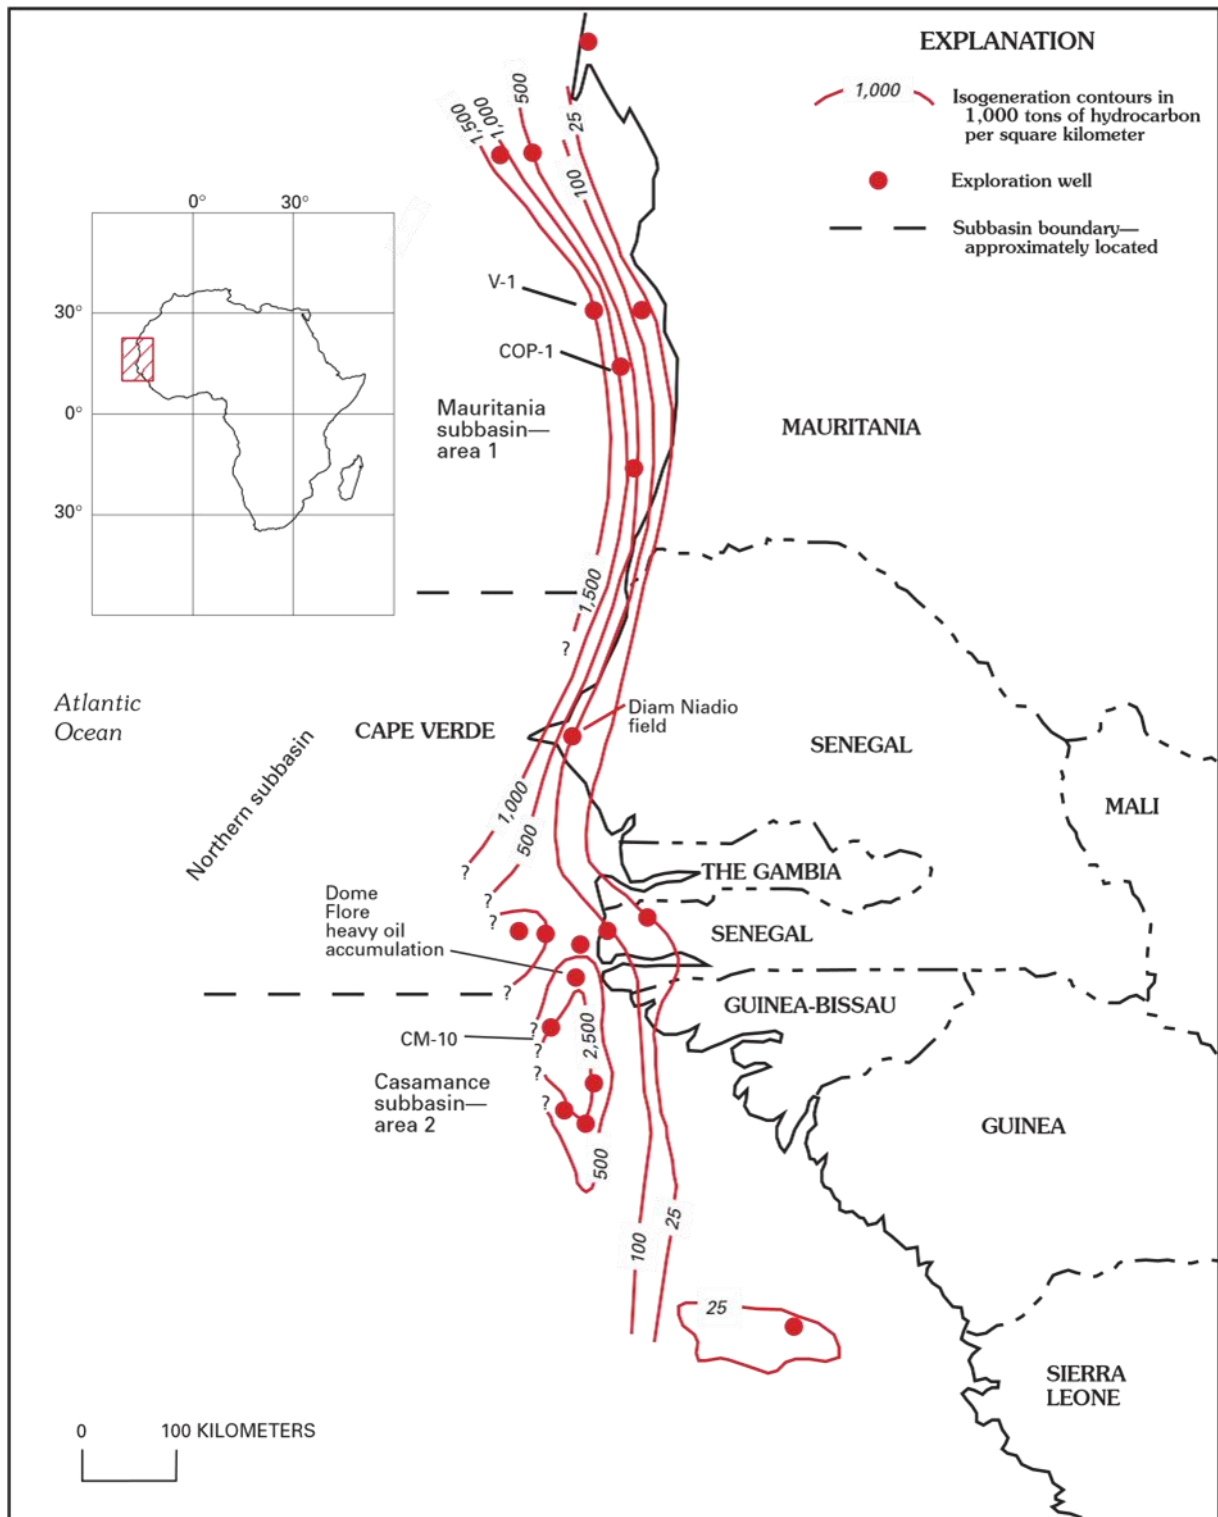 EXPLANATION
1,000
Isogeneration contours in
1,000 tons of hydrocarbon
per square kilometer
Exploration well
Subbasin boundary—
approximately located
0°
30°
30°
0°
30°
1,500
1,000
500
25
100
V-1
COP-1
Mauritania
subbasin—
area 1
MAURITANIA
1,500
?
Atlantic
Ocean
Northern subbasin
CAPE VERDE
Diam Niadio
field
SENEGAL
MALI
1,000
500
?
?
THE GAMBIA
Dome
Flore
heavy oil
accumulation
?
SENEGAL
?
GUINEA-BISSAU
CM-10
?
?
2,500
?
Casamance
subbasin—
area 2
?
GUINEA
500
100
25
25
SIERRA
LEONE
0
100 KILOMETERS